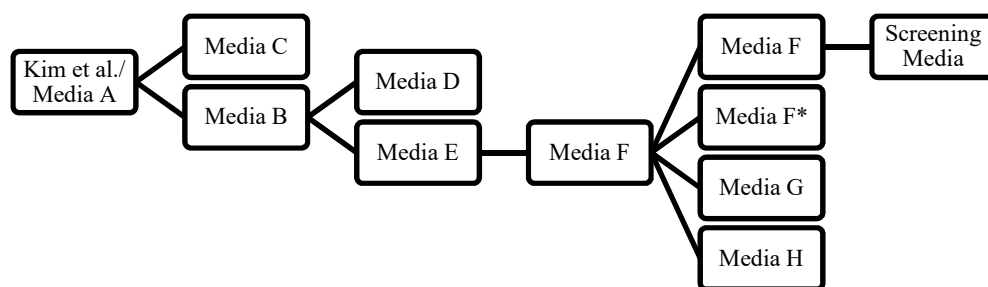 Kim et al./
Media A
Media C
Media B
Media D
Media E
Media F
Media F
Media F*
Media G
Media H
Screening
Media